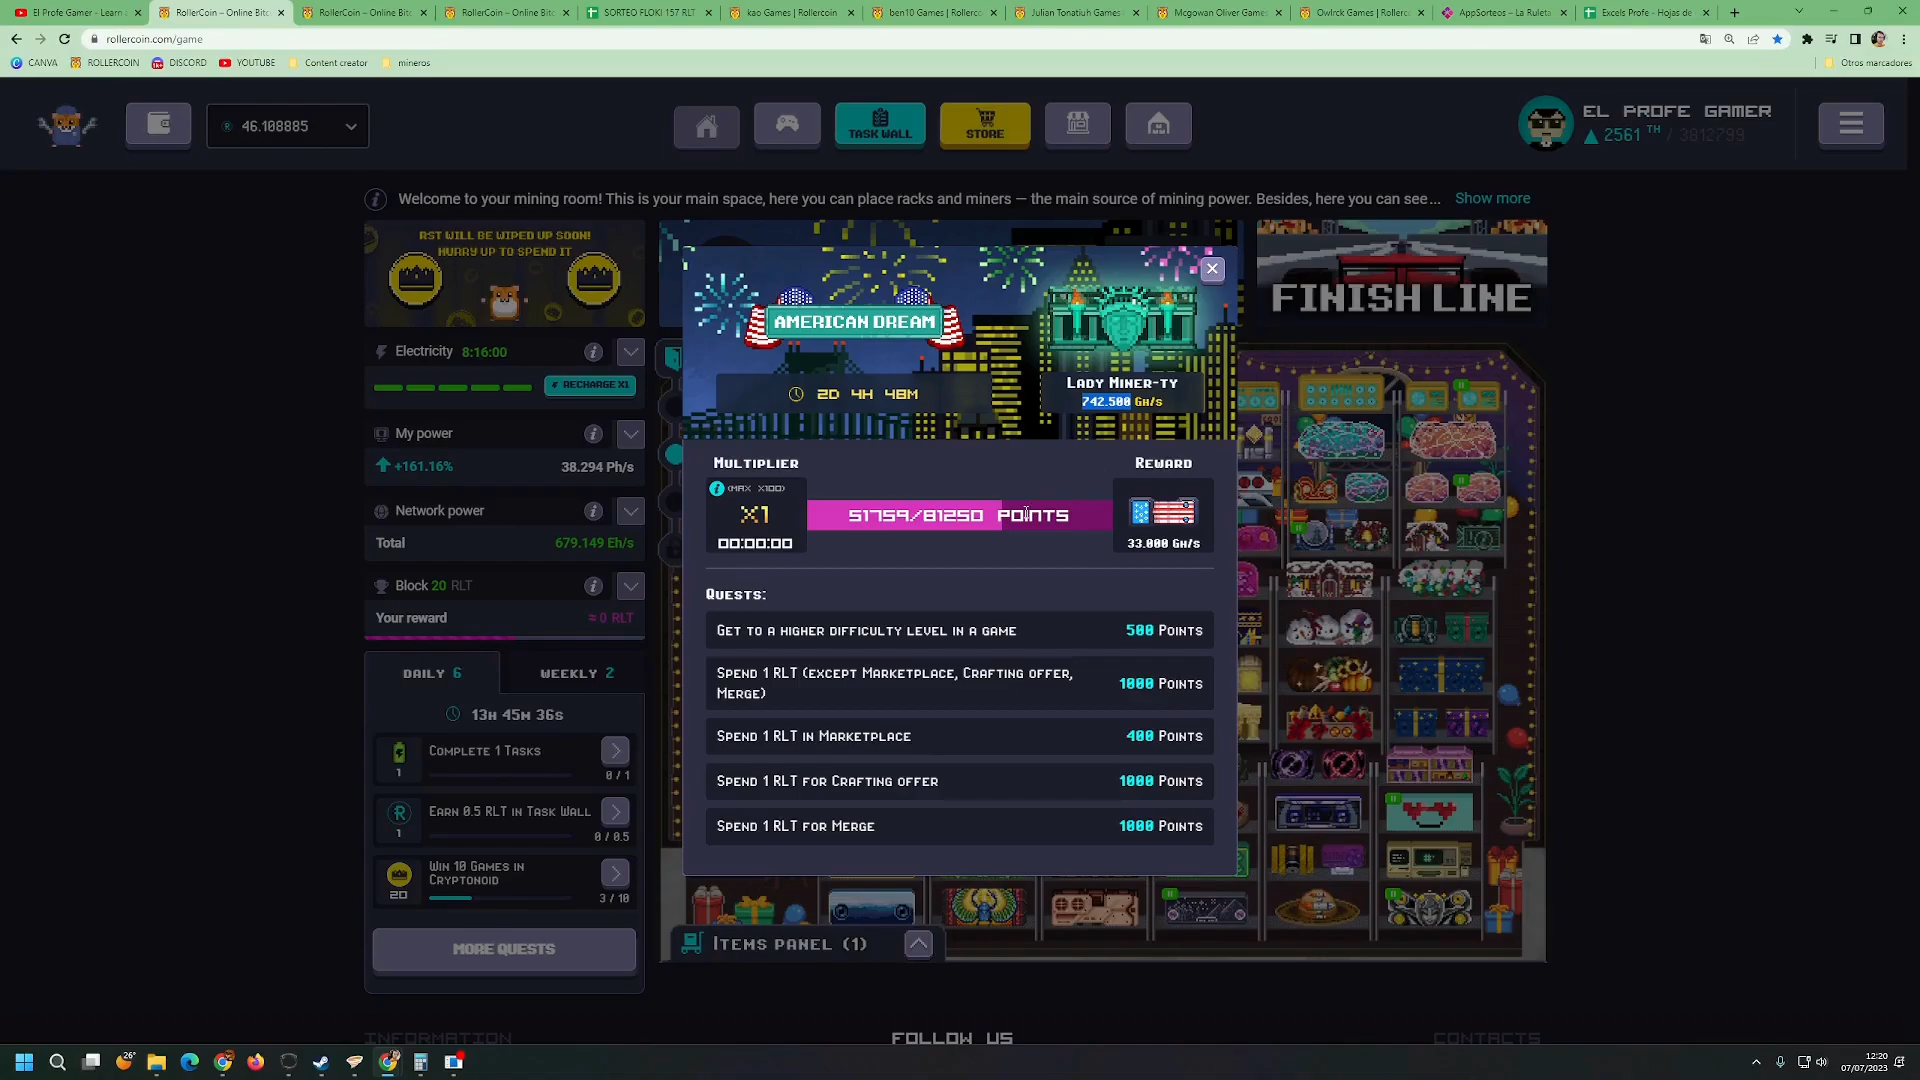 El Profe Gamer - Learn
RollerCoin – Online Bitc
RollerCoin – Online Bitc
RollerCoin – Online Bitc
SORTEO FLOKI 157 RLT
kao Games | Rollercoin
ben10 Games | Rollerc
Julian Tonatiuh Games
Mcgowan Oliver Game
Owlrck Games | Rollerc
AppSorteos – La Ruleta
Excels Profe - Hojas de
rollercoin.com/game
CANVA
ROLLERCOIN
DISCORD
YOUTUBE
Content creator
mineros
Otros marcadores
46.108885
TASK WALL
STORE
EL PROFE GAMER
2561 TH / 3812799
Welcome to your mining room! This is your main space, here you can place racks and miners — the main source of mining power. Besides, here you can see...
Show more
RST WILL BE WIPED UP SOON!
HURRY UP TO SPEND IT
FINISH LINE
Electricity 8:16:00
RECHARGE X1
My power
+161.16%
38.294 Ph/s
Network power
Total
679.149 Eh/s
Block 20 RLT
Your reward
≈ 0 RLT
DAILY 6
WEEKLY 2
13H 45M 36S
COMPLETE 1 TASKS
1
0 / 1
EARN 0.5 RLT IN TASK WALL
1
0 / 0.5
WIN 10 GAMES IN
CRYPTONOID
20
3 / 10
MORE QUESTS
AMERICAN DREAM
2D 4H 48M
LADY MINER-TY
742.500 GH/S
MULTIPLIER
(MAX X100)
X1
00:00:00
51759/81250 POINTS
REWARD
33.000 GH/S
QUESTS:
GET TO A HIGHER DIFFICULTY LEVEL IN A GAME
500 POINTS
SPEND 1 RLT (EXCEPT MARKETPLACE, CRAFTING OFFER,
MERGE)
1000 POINTS
SPEND 1 RLT IN MARKETPLACE
400 POINTS
SPEND 1 RLT FOR CRAFTING OFFER
1000 POINTS
SPEND 1 RLT FOR MERGE
1000 POINTS
ITEMS PANEL (1)
INFORMATION
FOLLOW US
CONTACTS
26°
12:20
07/07/2023